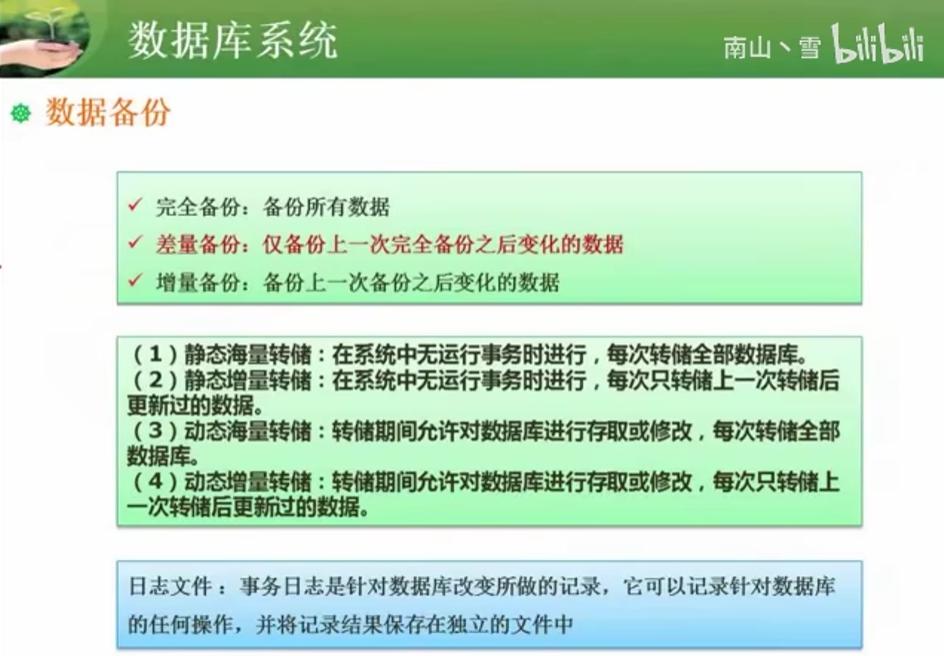 数据库系统
南山丶雪 bilibili
数据备份
完全备份：备份所有数据
差量备份：仅备份上一次完全备份之后变化的数据
增量备份：备份上一次备份之后变化的数据
（1）静态海量转储：在系统中无运行事务时进行，每次转储全部数据库。
（2）静态增量转储：在系统中无运行事务时进行，每次只转储上一次转储后
更新过的数据。
（3）动态海量转储：转储期间允许对数据库进行存取或修改，每次转储全部
数据库。
（4）动态增量转储：转储期间允许对数据库进行存取或修改，每次只转储上
一次转储后更新过的数据。
日志文件：事务日志是针对数据库改变所做的记录，它可以记录针对数据库
的任何操作，并将记录结果保存在独立的文件中